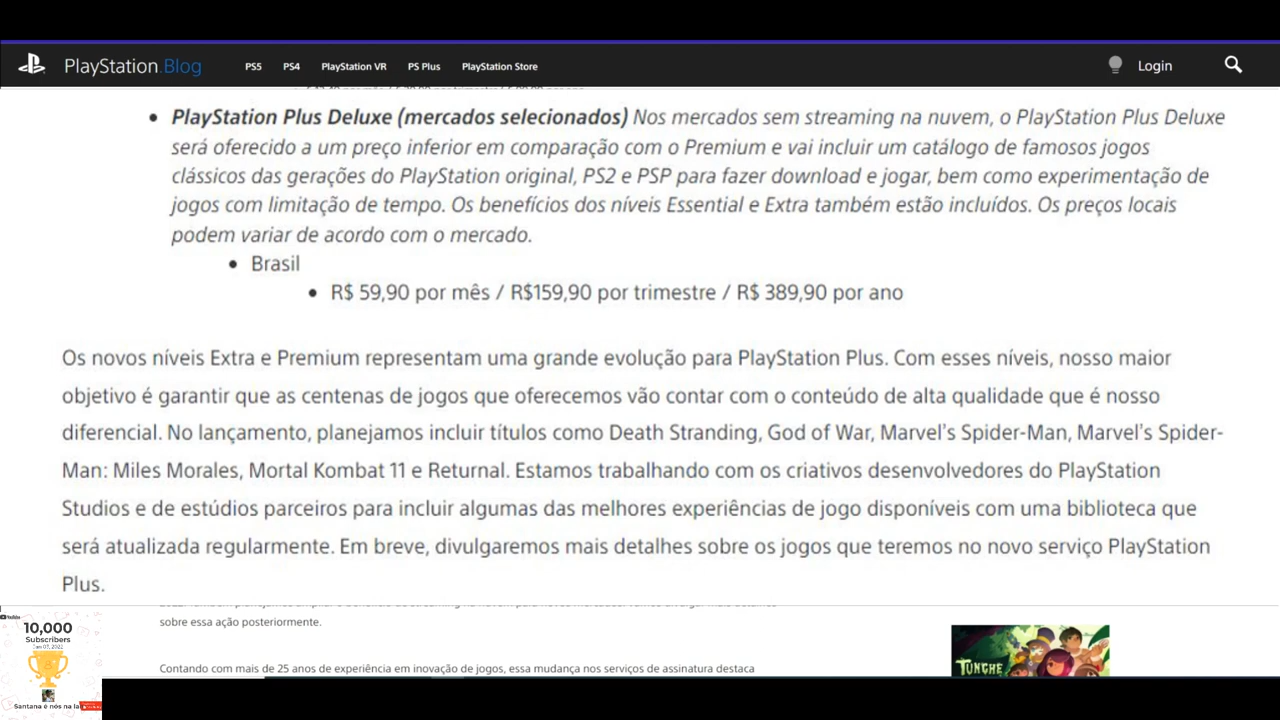 PlayStation.Blog
PS5 PS4 PlayStation VR PS Plus PlayStation Store
Login
• PlayStation Plus Deluxe (mercados selecionados) Nos mercados sem streaming na nuvem, o PlayStation Plus Deluxe
será oferecido a um preço inferior em comparação com o Premium e vai incluir um catálogo de famosos jogos
clássicos das gerações do PlayStation original, PS2 e PSP para fazer download e jogar, bem como experimentação de
jogos com limitação de tempo. Os benefícios dos níveis Essential e Extra também estão incluídos. Os preços locais
podem variar de acordo com o mercado.
• Brasil
• R$ 59,90 por mês / R$159,90 por trimestre / R$ 389,90 por ano
Os novos níveis Extra e Premium representam uma grande evolução para PlayStation Plus. Com esses níveis, nosso maior
objetivo é garantir que as centenas de jogos que oferecemos vão contar com o conteúdo de alta qualidade que é nosso
diferencial. No lançamento, planejamos incluir títulos como Death Stranding, God of War, Marvel's Spider-Man, Marvel's Spider-
Man: Miles Morales, Mortal Kombat 11 e Returnal. Estamos trabalhando com os criativos desenvolvedores do PlayStation
Studios e de estúdios parceiros para incluir algumas das melhores experiências de jogo disponíveis com uma biblioteca que
será atualizada regularmente. Em breve, divulgaremos mais detalhes sobre os jogos que teremos no novo serviço PlayStation
Plus.
sobre essa ação posteriormente.
Contando com mais de 25 anos de experiência em inovação de jogos, essa mudança nos serviços de assinatura destaca
YouTube
10,000
Subscribers
Jan 03, 2022
Santana é nós na la
TUNCHE